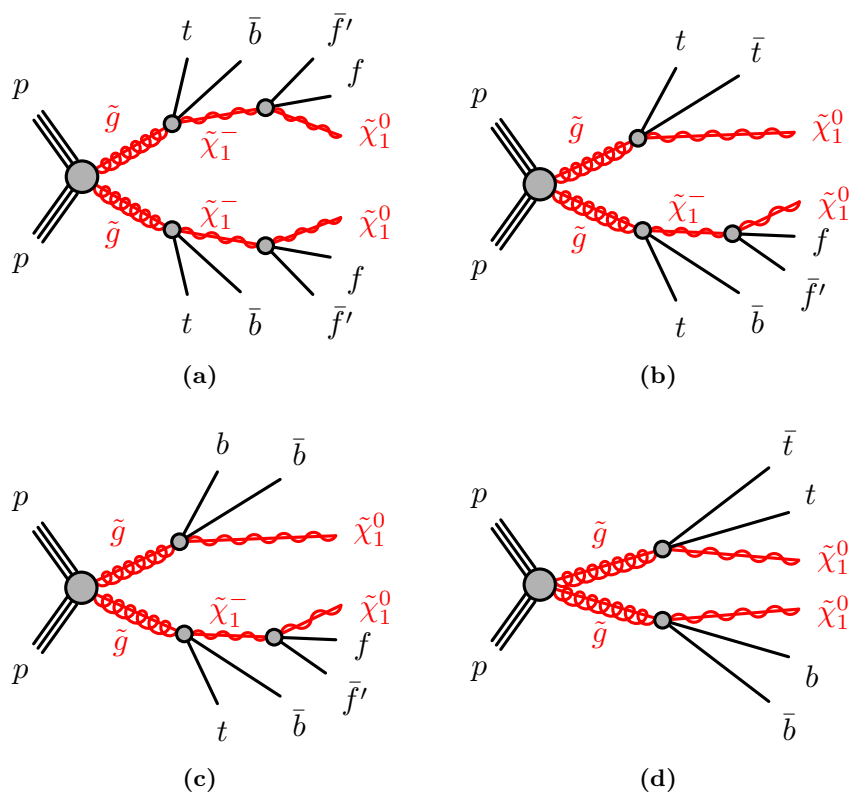 t b̄ f̄′
p f
g̃ χ̃₁⁻ χ̃₁⁰
g̃ χ̃₁⁻ χ̃₁⁰
p f
t b̄ f̄′
(a)
t t̄
p g̃ χ̃₁⁰
g̃ χ̃₁⁻ χ̃₁⁰
p f
t b̄ f̄′
(b)
b b̄
p g̃ χ̃₁⁰
g̃ χ̃₁⁻ χ̃₁⁰
p f
t b̄ f̄′
(c)
t̄
p t
g̃ χ̃₁⁰
g̃ χ̃₁⁰
p b
b̄
(d)